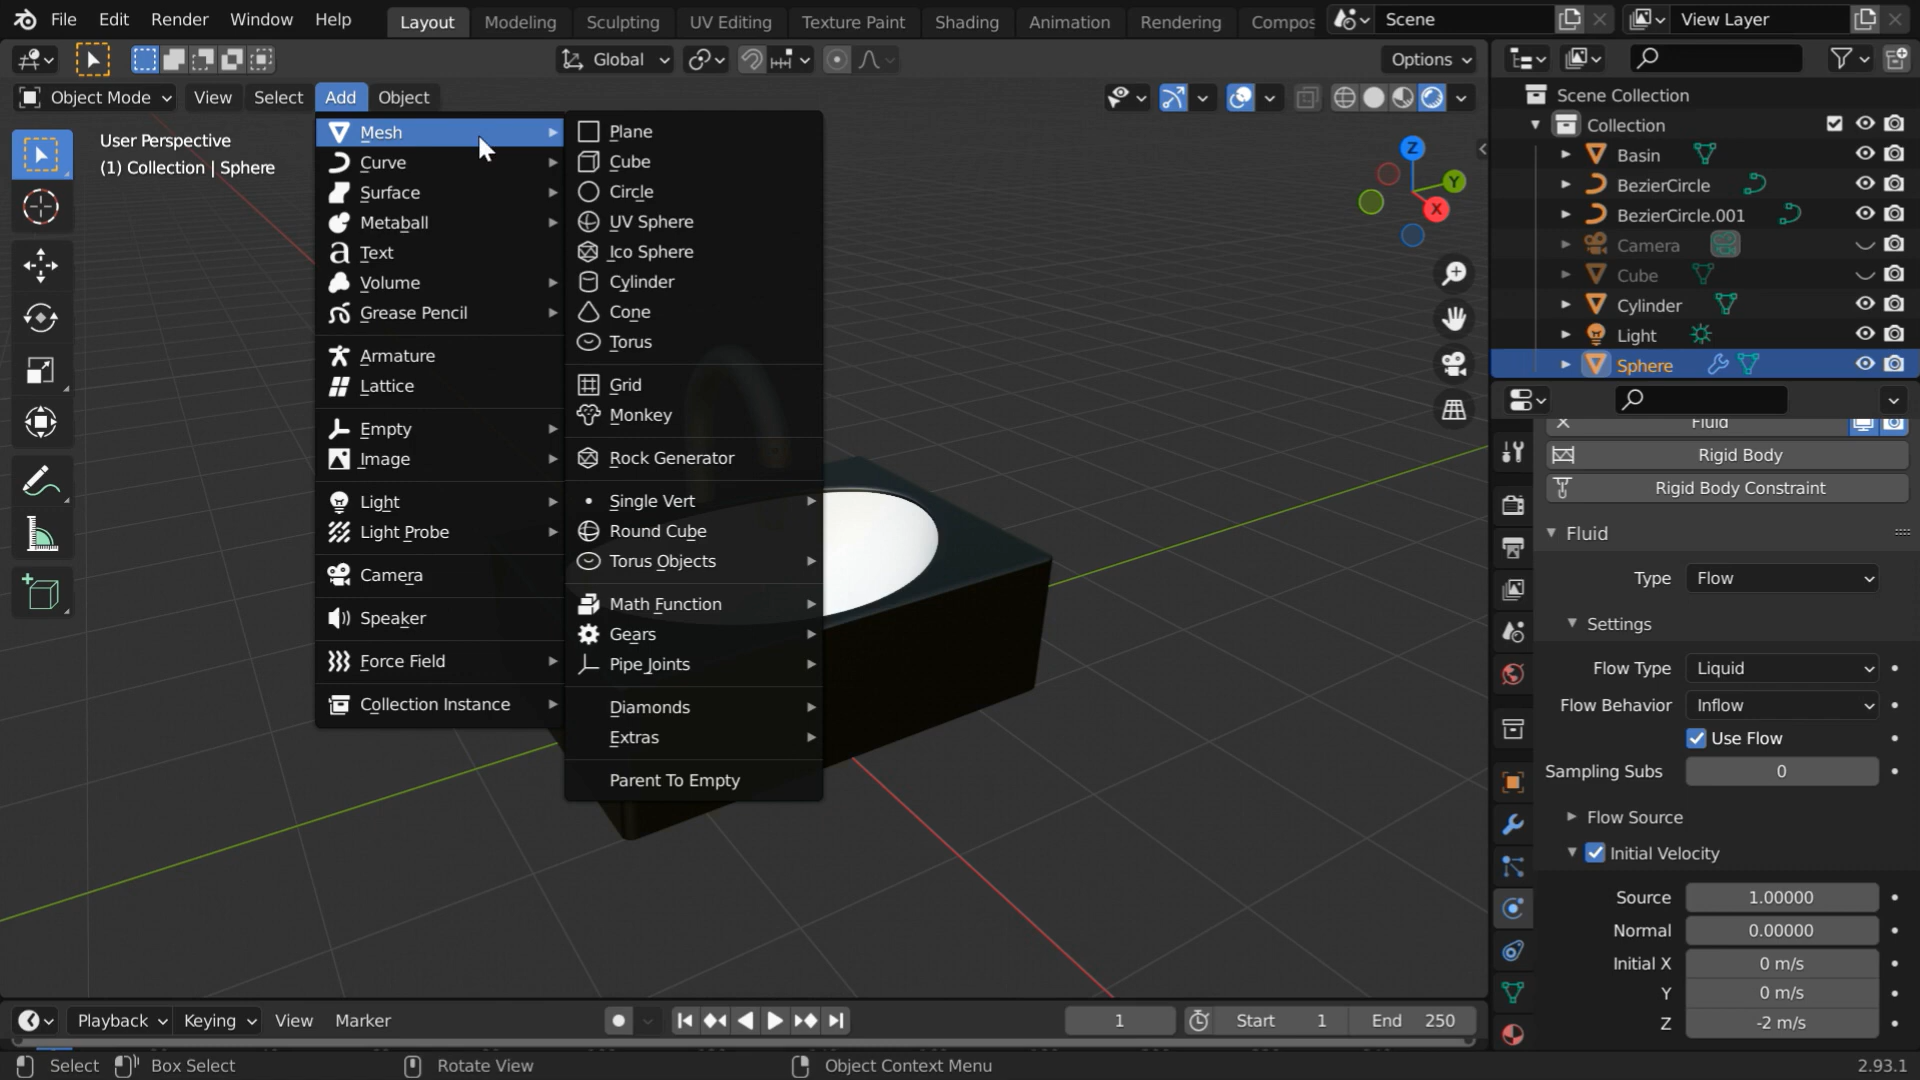 File Edit Render Window Help Layout Modeling Sculpting UV Editing Texture Paint Shading Animation Rendering Compos Scene View Layer
Global Options
Object Mode View Select Add Object
User Perspective
(1) Collection | Sphere
Mesh
Curve
Surface
Metaball
Text
Volume
Grease Pencil
Armature
Lattice
Empty
Image
Light
Light Probe
Camera
Speaker
Force Field
Collection Instance
Plane
Cube
Circle
UV Sphere
Ico Sphere
Cylinder
Cone
Torus
Grid
Monkey
Rock Generator
Single Vert
Round Cube
Torus Objects
Math Function
Gears
Pipe Joints
Diamonds
Extras
Parent To Empty
Z
Y
X
Scene Collection
Collection
Basin
BezierCircle
BezierCircle.001
Camera
Cube
Cylinder
Light
Sphere
Fluid
Rigid Body
Rigid Body Constraint
Fluid
Type Flow
Settings
Flow Type Liquid
Flow Behavior Inflow
Use Flow
Sampling Subs 0
Flow Source
Initial Velocity
Source 1.00000
Normal 0.00000
Initial X 0 m/s
Y 0 m/s
Z -2 m/s
Playback Keying View Marker 1 Start 1 End 250
Select Box Select Rotate View Object Context Menu 2.93.1